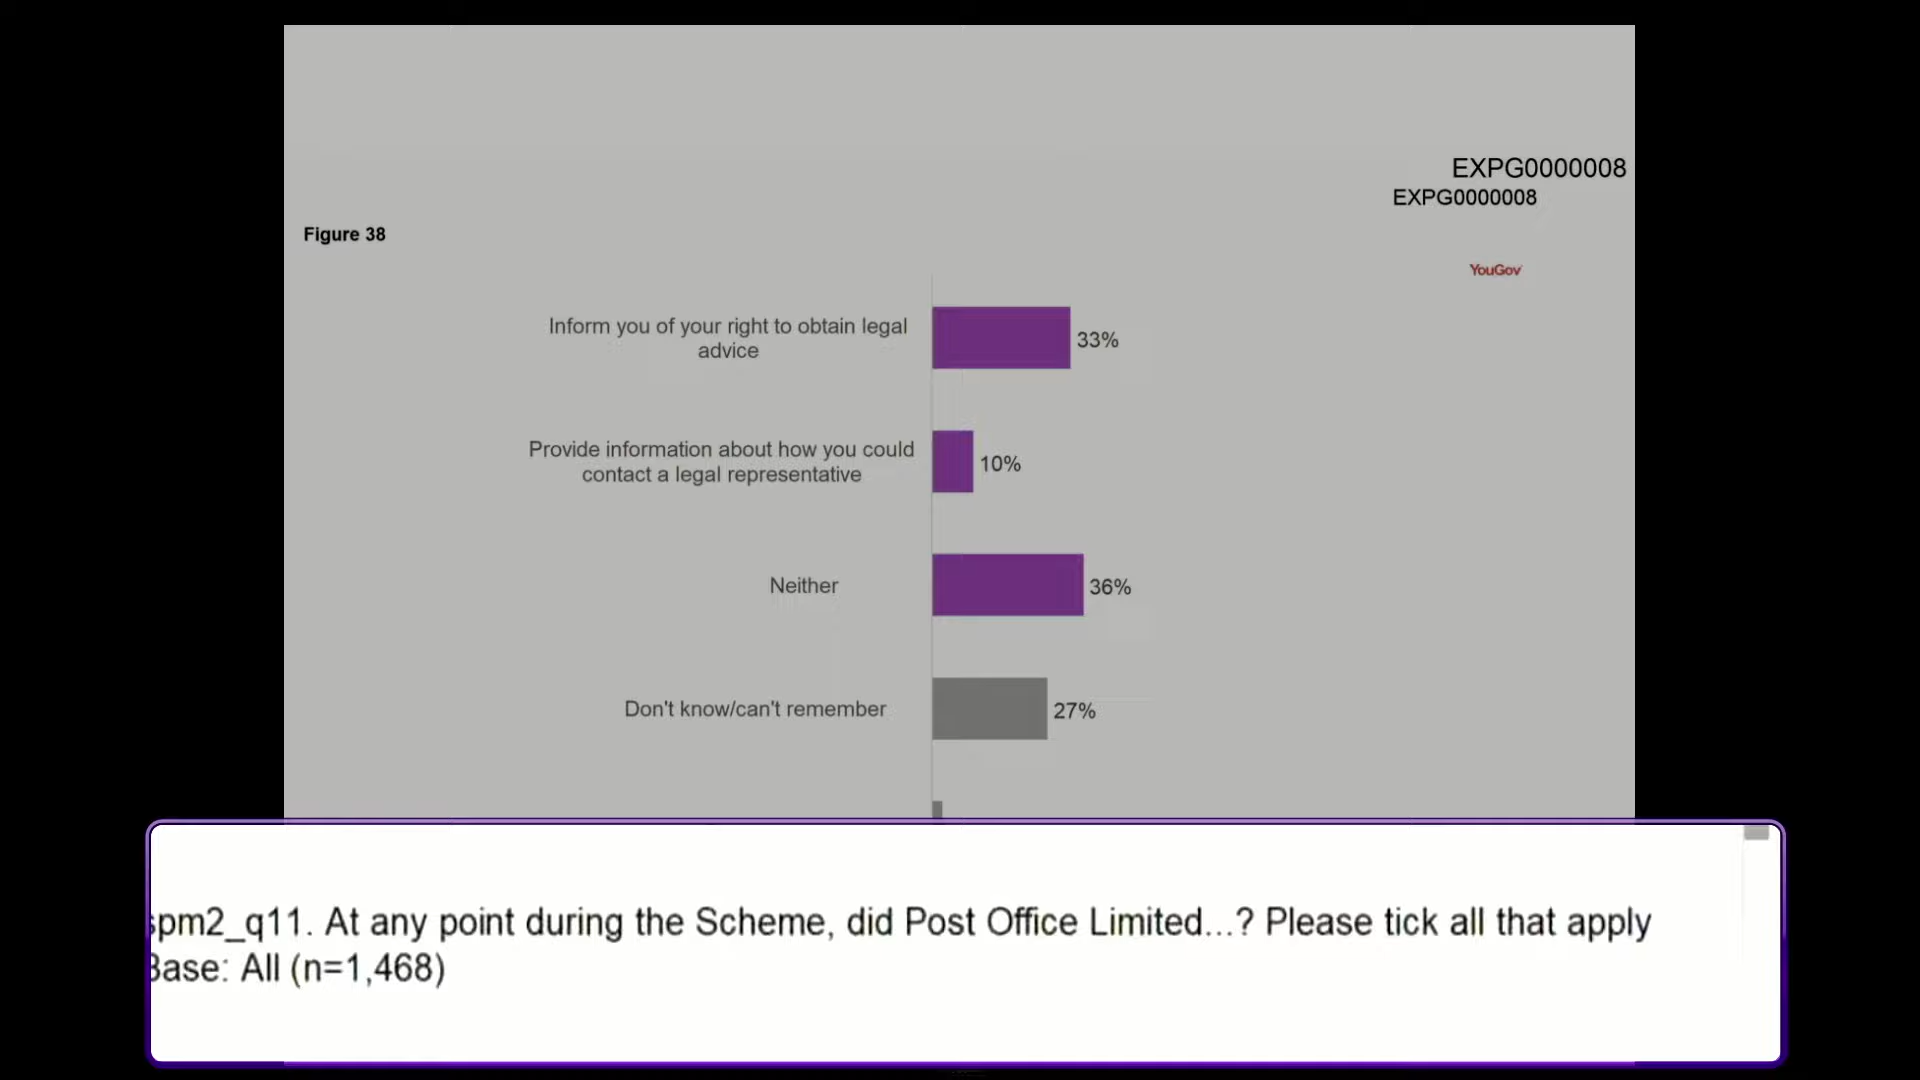 EXPG0000008
EXPG0000008
Figure 38
YouGov
Inform you of your right to obtain legal
advice
33%
Provide information about how you could
contact a legal representative
10%
Neither
36%
Don't know/can't remember
27%
spm2_q11. At any point during the Scheme, did Post Office Limited...? Please tick all that apply
Base: All (n=1,468)